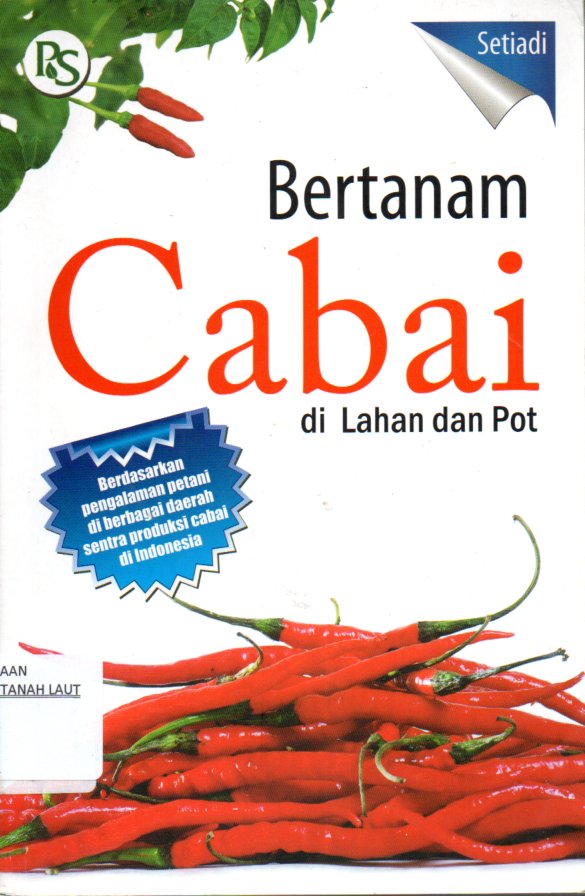 PS
Setiadi
Bertanam
Cabai
di Lahan dan Pot
Berdasarkan
pengalaman petani
di berbagai daerah
sentra produksi cabai
di Indonesia
AAN
TANAH LAUT